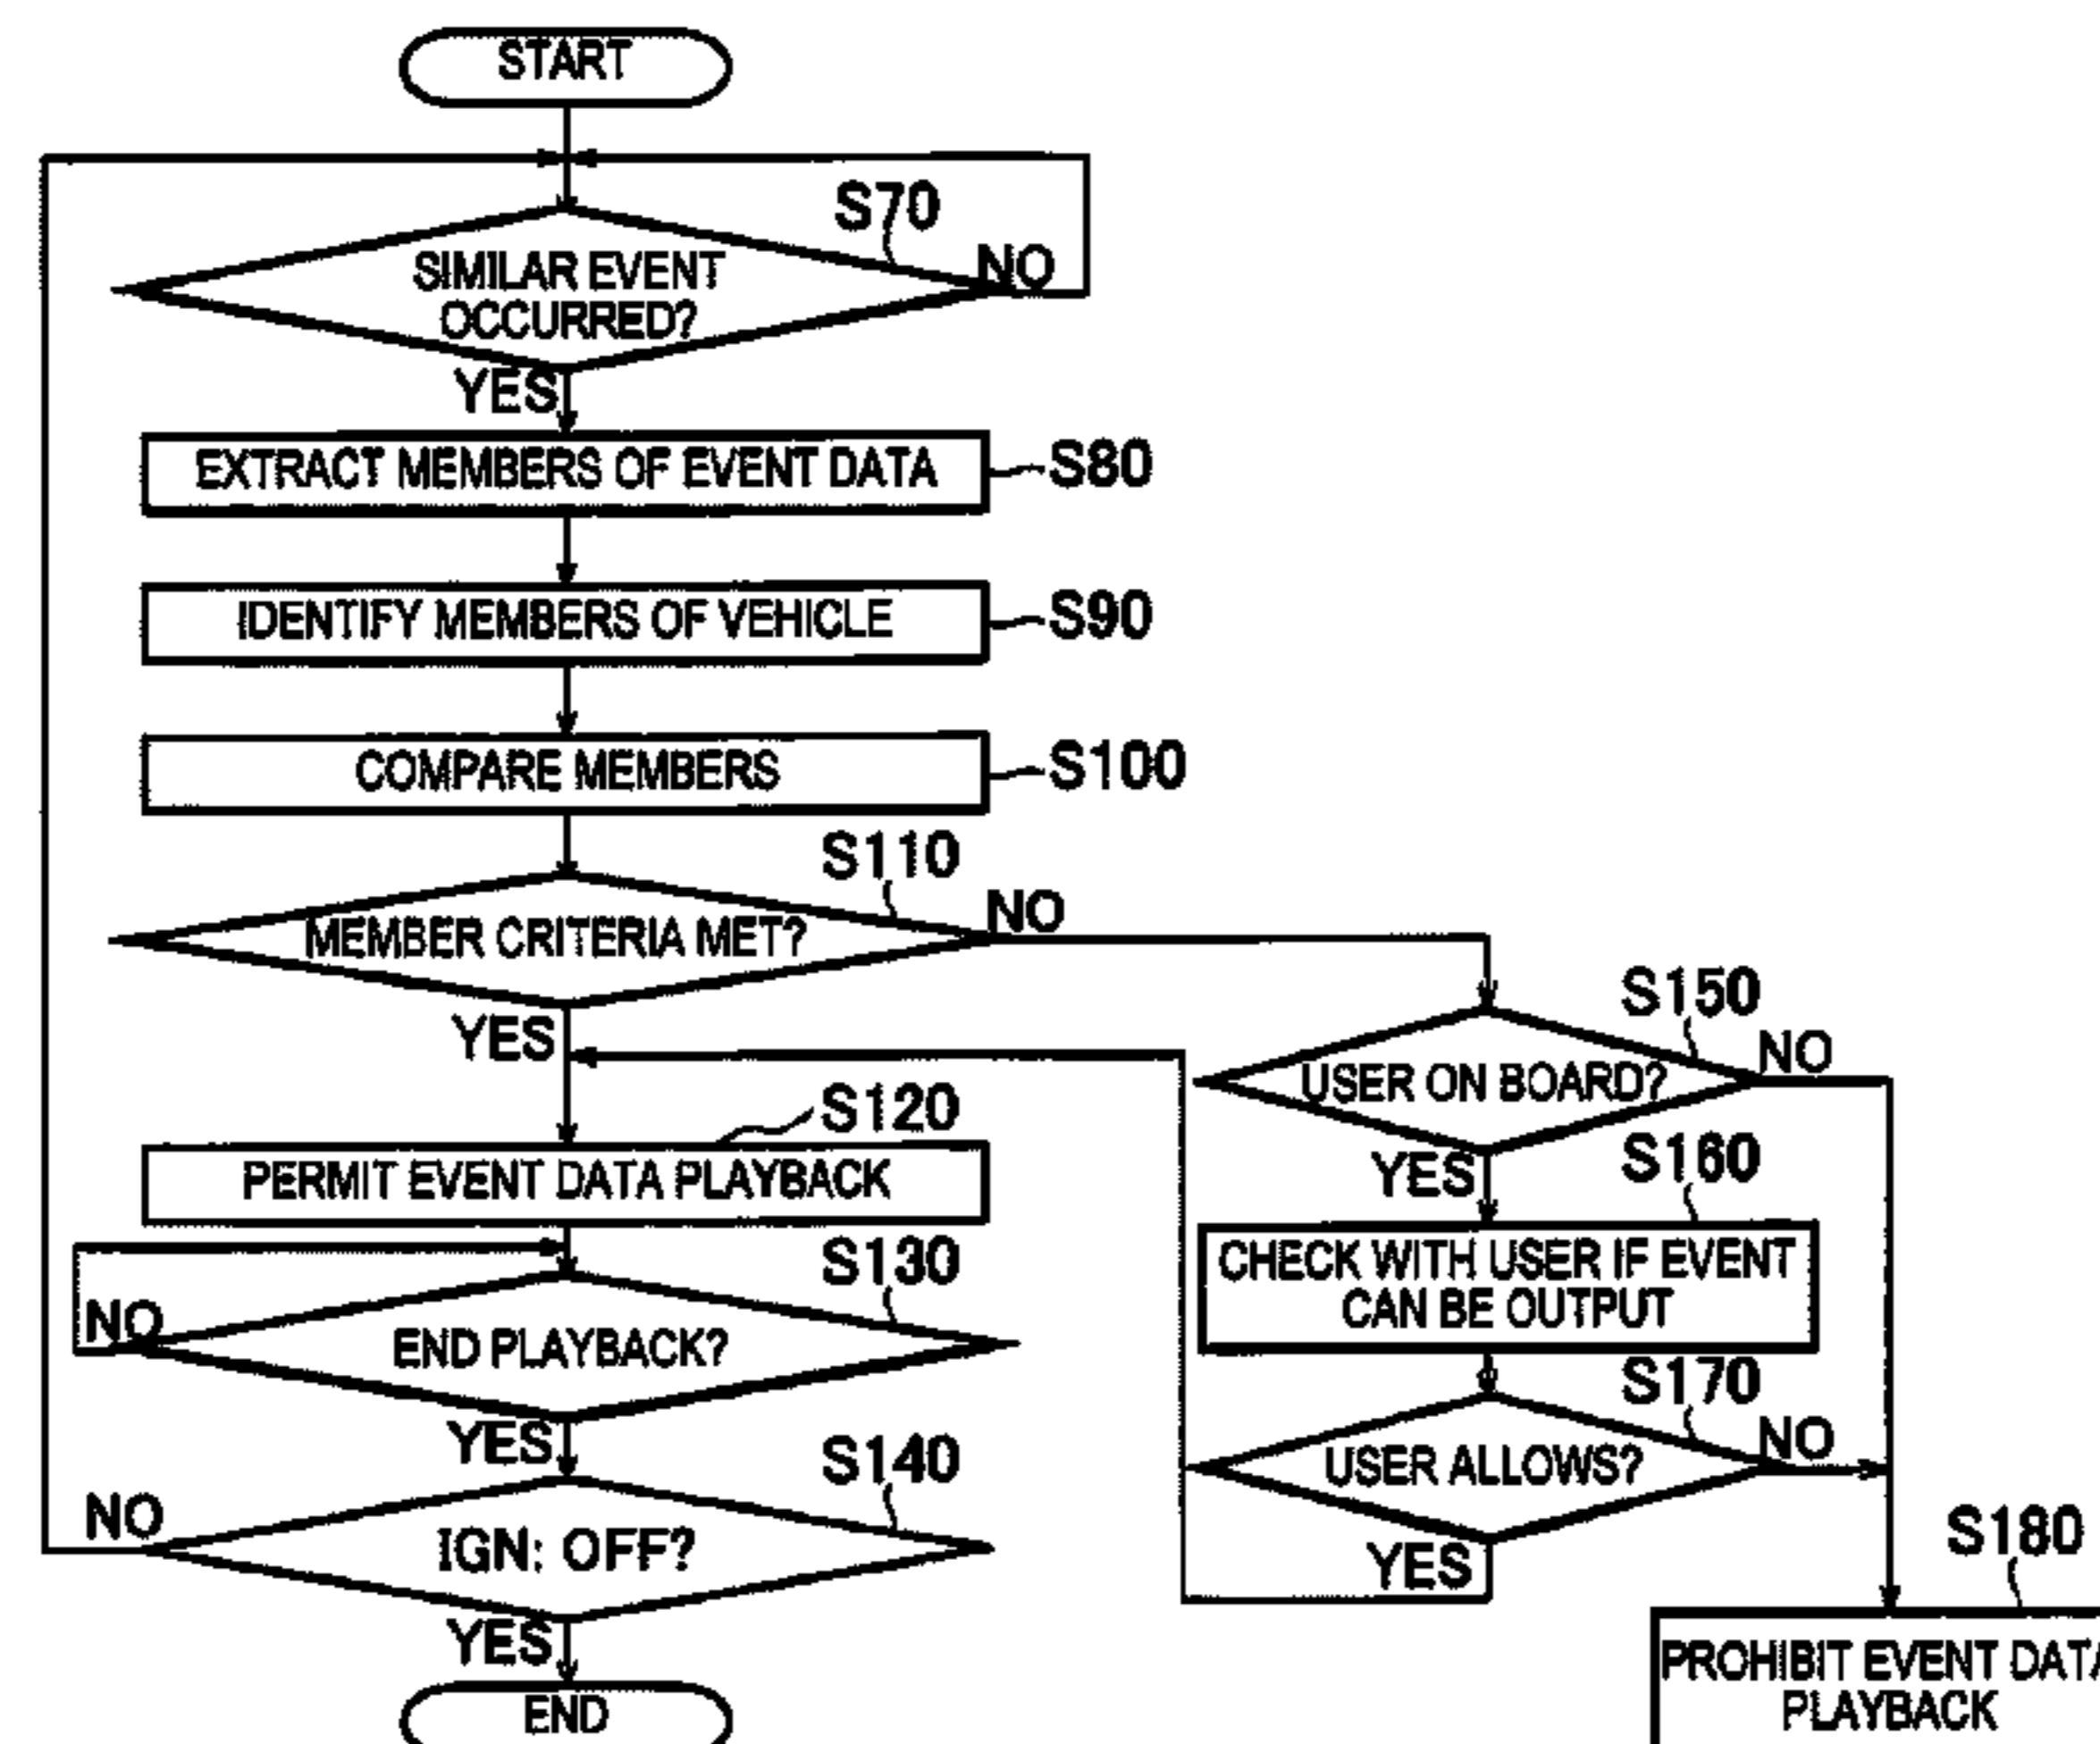 START
S70
SIMILAR EVENT
OCCURRED?
NO
YES
EXTRACT MEMBERS OF EVENT DATA
S80
IDENTIFY MEMBERS OF VEHICLE
S90
COMPARE MEMBERS
S100
S110
MEMBER CRITERIA MET?
NO
YES
S120
PERMIT EVENT DATA PLAYBACK
S130
NO
END PLAYBACK?
YES
S140
NO
IGN: OFF?
YES
END
S150
USER ON BOARD?
NO
YES
S160
CHECK WITH USER IF EVENT
CAN BE OUTPUT
S170
USER ALLOWS?
NO
YES
S180
PROHIBIT EVENT DATA
PLAYBACK